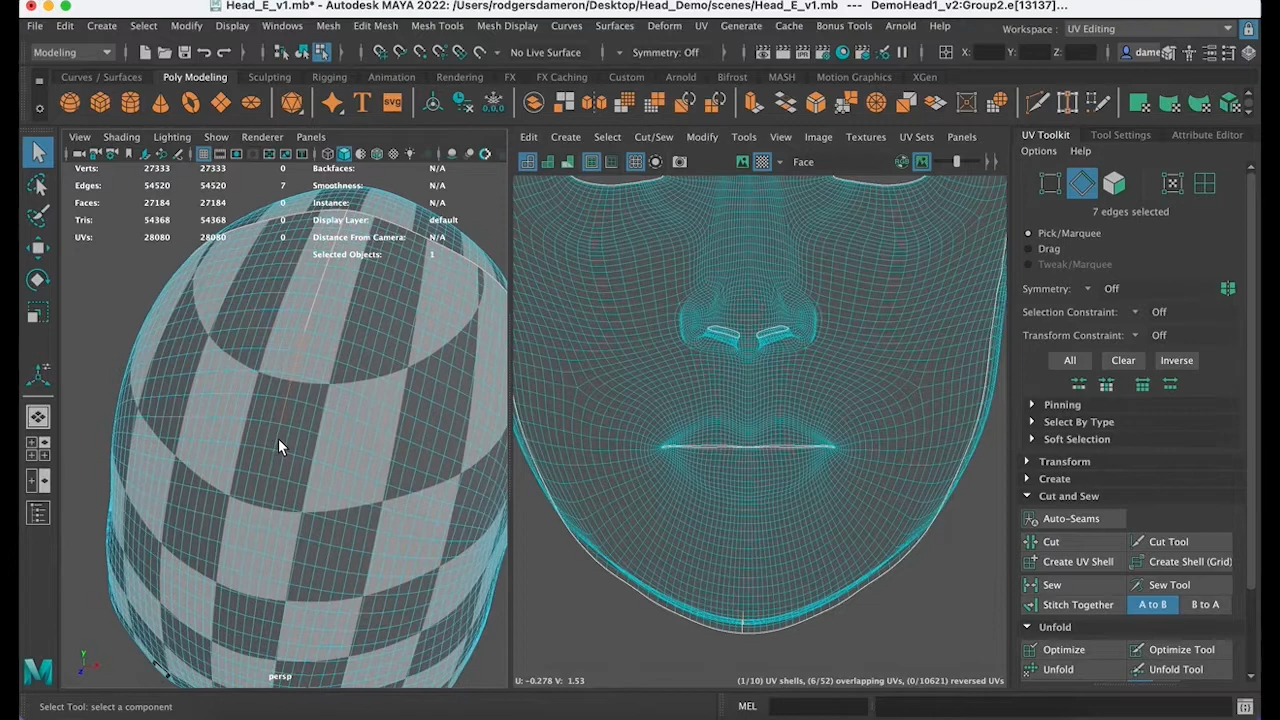 Head_E_v1.mb* - Autodesk MAYA 2022: /Users/rodgersdameron/Desktop/Head_Demo/scenes/Head_E_v1.mb --- DemoHead1_v2:Group2.e[13137]...
File Edit Create Select Modify Display Windows Mesh Edit Mesh Mesh Tools Mesh Display Curves Surfaces Deform UV Generate Cache Bonus Tools Arnold Help Workspace : UV Editing
Modeling No Live Surface Symmetry: Off X: Y: Z: dame
Curves / Surfaces Poly Modeling Sculpting Rigging Animation Rendering FX FX Caching Custom Arnold Bifrost MASH Motion Graphics XGen
T svg 0,0,0
View Shading Lighting Show Renderer Panels
Verts: 27333 27333 0 Backfaces: N/A
Edges: 54520 54520 7 Smoothness: N/A
Faces: 27184 27184 0 Instance: N/A
Tris: 54368 54368 0 Display Layer: default
UVs: 28080 28080 0 Distance From Camera: N/A
Selected Objects: 1
y
x
z
persp
Edit Create Select Cut/Sew Modify Tools View Image Textures UV Sets Panels
Face RGB
U: -0.278 V: 1.53 (1/10) UV shells, (6/52) overlapping UVs, (0/10621) reversed UVs
UV Toolkit Tool Settings Attribute Editor
Options Help
7 edges selected
Pick/Marquee
Drag
Tweak/Marquee
Symmetry: Off
Selection Constraint: Off
Transform Constraint: Off
All Clear Inverse
Pinning
Select By Type
Soft Selection
Transform
Create
Cut and Sew
Auto-Seams
Cut Cut Tool
Create UV Shell Create Shell (Grid)
Sew Sew Tool
Stitch Together A to B B to A
Unfold
Optimize Optimize Tool
Unfold Unfold Tool
Select Tool: select a component MEL